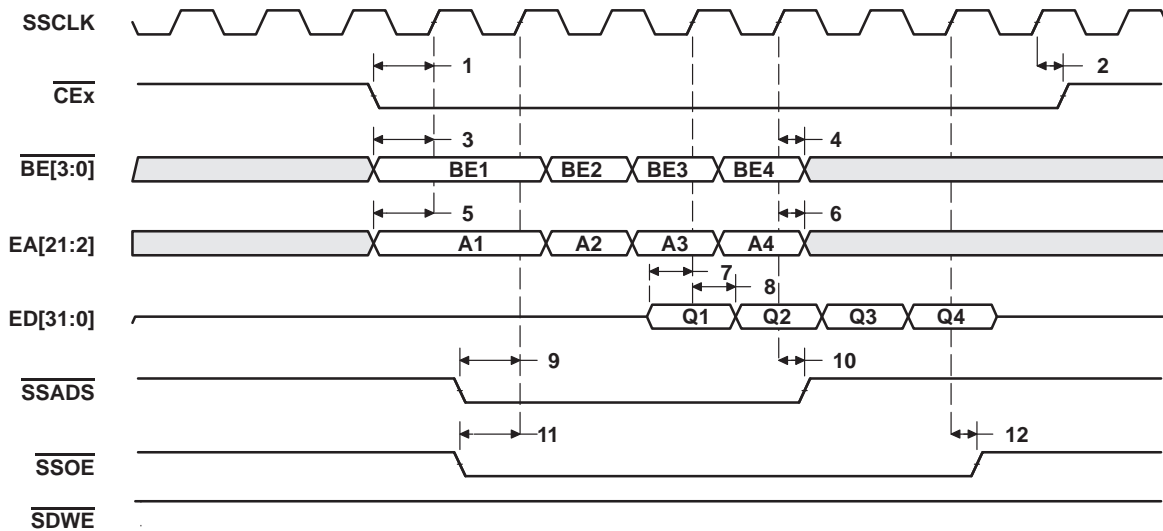 SSCLK
1 2
CEx
3 4
BE[3:0] BE1 BE2 BE3 BE4
5 6
EA[21:2] A1 A2 A3 A4
7 8
ED[31:0] Q1 Q2 Q3 Q4
9 10
SSADS
11 12
SSOE
SDWE